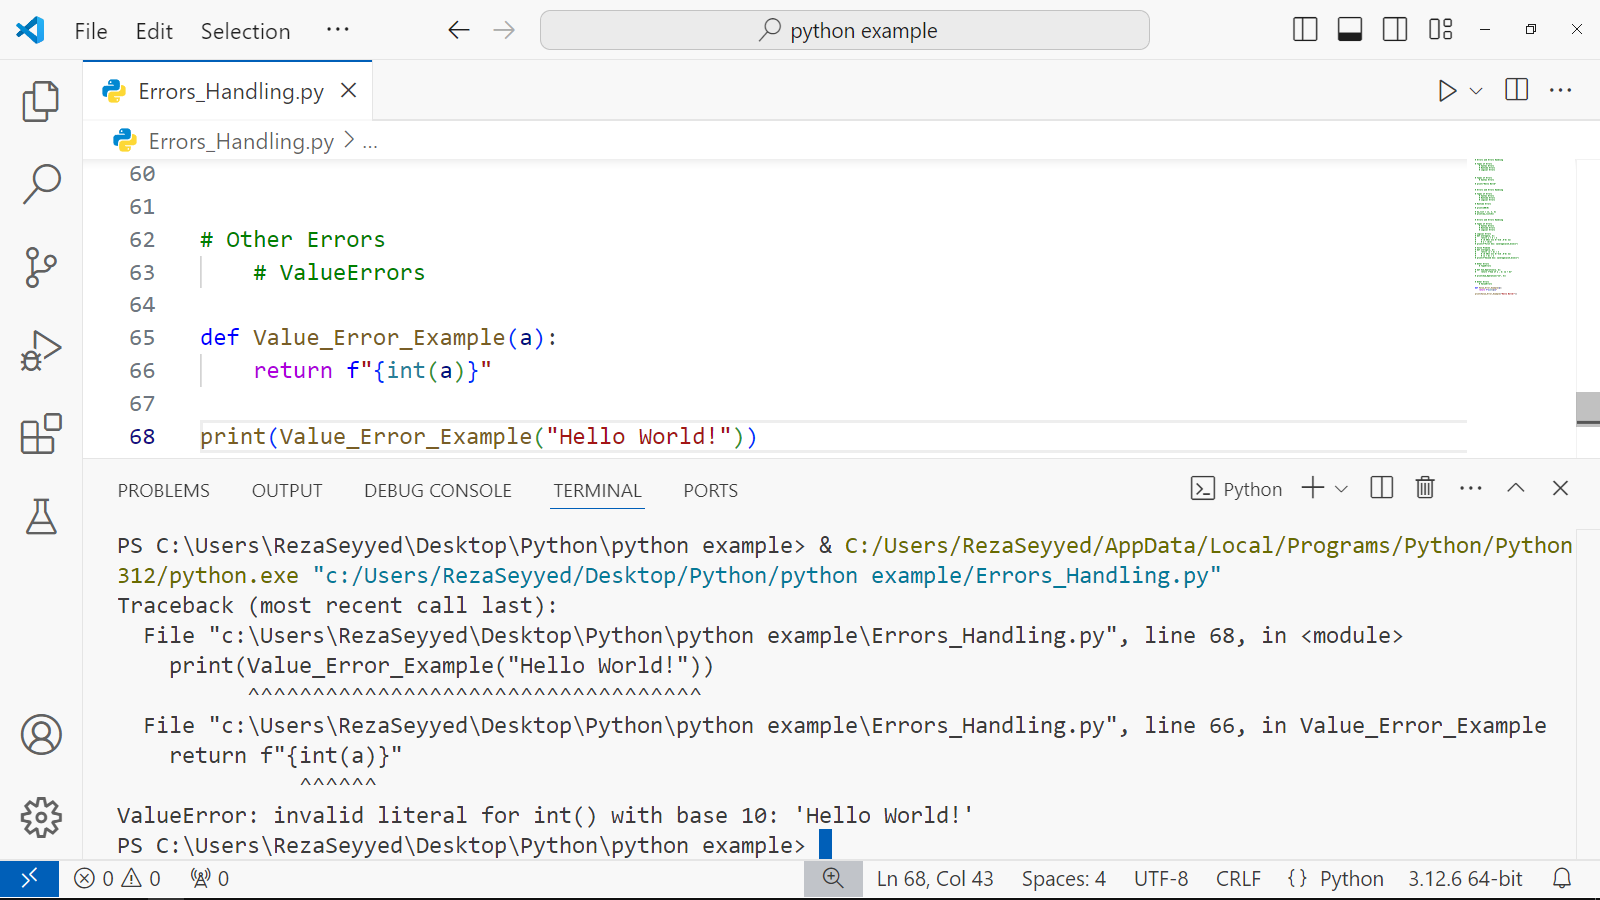 File Edit Selection ···
python example
Errors_Handling.py
Errors_Handling.py > ...
60
61
62 # Other Errors
63 # ValueErrors
64
65 def Value_Error_Example(a):
66 return f"{int(a)}"
67
68 print(Value_Error_Example("Hello World!"))
PROBLEMS OUTPUT DEBUG CONSOLE TERMINAL PORTS
Python
PS C:\Users\RezaSeyyed\Desktop\Python\python example> & C:/Users/RezaSeyyed/AppData/Local/Programs/Python/Python
312/python.exe "c:/Users/RezaSeyyed/Desktop/Python/python example/Errors_Handling.py"
Traceback (most recent call last):
File "c:\Users\RezaSeyyed\Desktop\Python\python example\Errors_Handling.py", line 68, in <module>
print(Value_Error_Example("Hello World!"))
^^^^^^^^^^^^^^^^^^^^^^^^^^^^^^^^^^^
File "c:\Users\RezaSeyyed\Desktop\Python\python example\Errors_Handling.py", line 66, in Value_Error_Example
return f"{int(a)}"
^^^^^^
ValueError: invalid literal for int() with base 10: 'Hello World!'
PS C:\Users\RezaSeyyed\Desktop\Python\python example>
0 0 0
Ln 68, Col 43 Spaces: 4 UTF-8 CRLF {} Python 3.12.6 64-bit